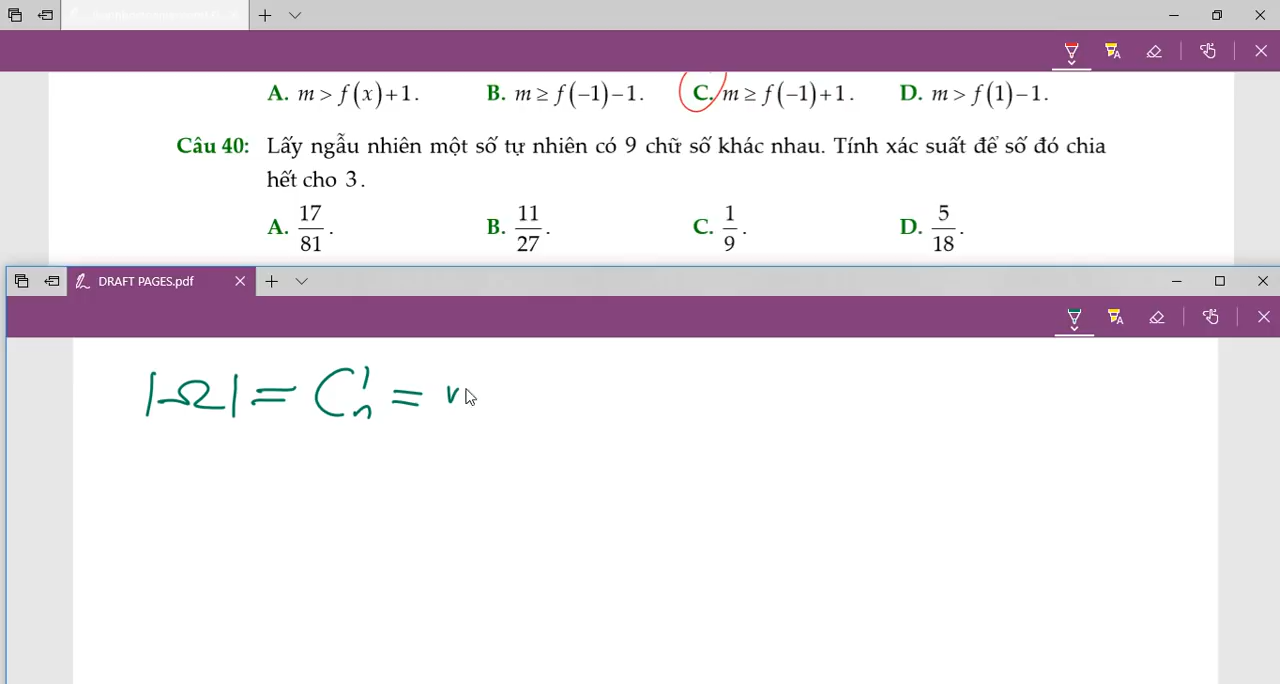 A. m > f(x)+1. B. m ≥ f(−1)−1. C. m ≥ f(−1)+1. D. m > f(1)−1.
Câu 40: Lấy ngẫu nhiên một số tự nhiên có 9 chữ số khác nhau. Tính xác suất để số đó chia
hết cho 3.
A. 17/81. B. 11/27. C. 1/9. D. 5/18.
DRAFT PAGES.pdf
|Ω| = C_n^1 =